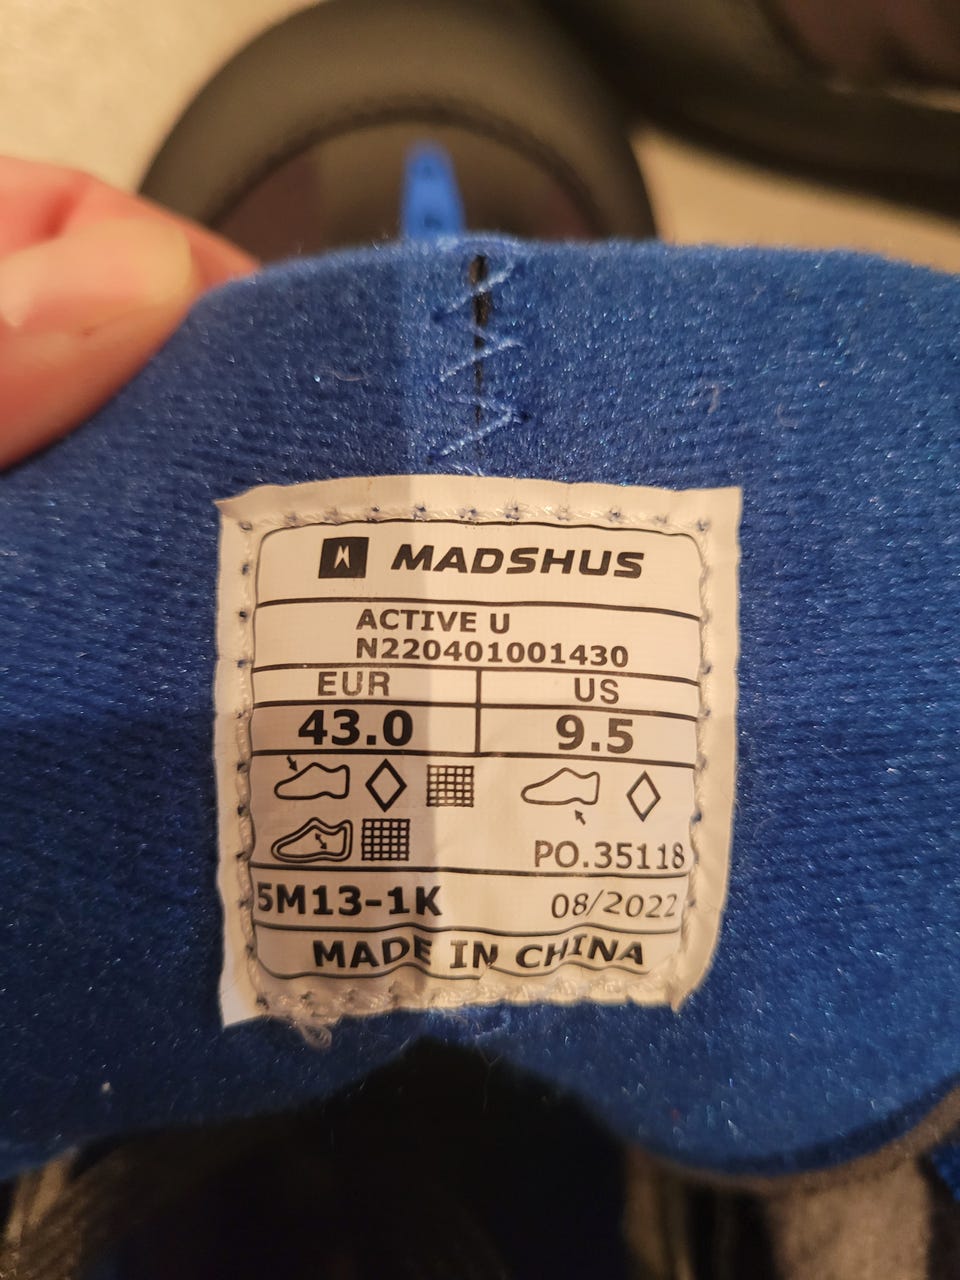 MADSHUS
ACTIVE U
N220401001430
EUR US
43.0 9.5
PO.35118
5M13-1K 08/2022
MADE IN CHINA